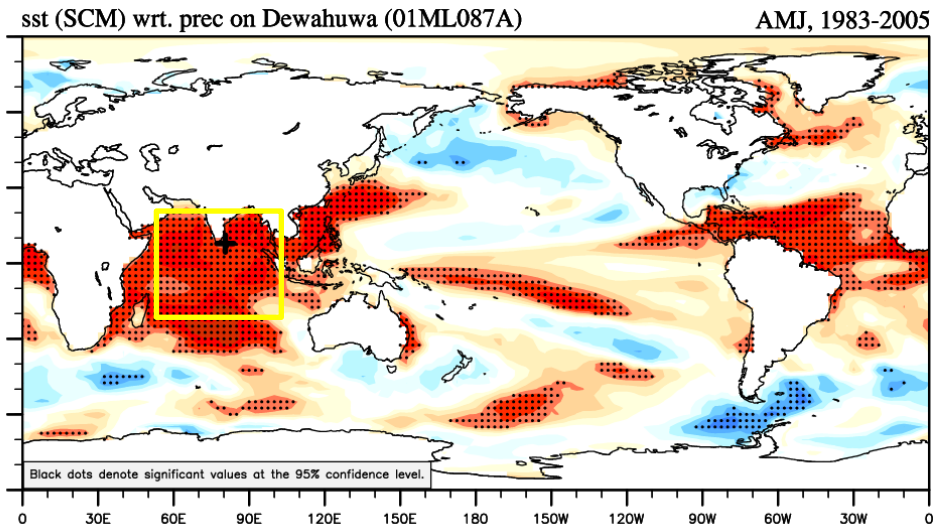 sst (SCM) wrt. prec on Dewahuwa (01ML087A)
AMJ, 1983-2005
Black dots denote significant values at the 95% confidence level.
0 30E 60E 90E 120E 150E 180 150W 120W 90W 60W 30W 0